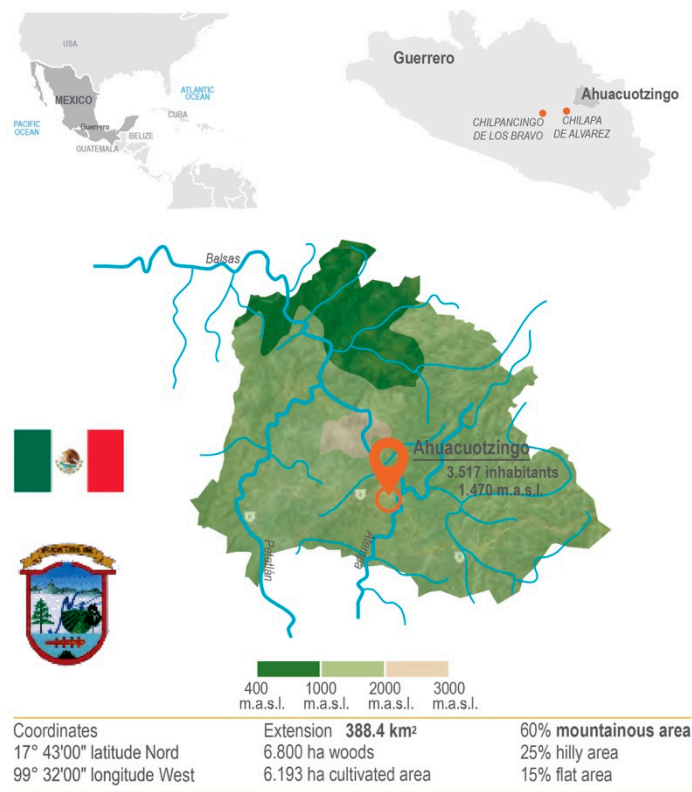 USA
MEXICO
ATLANTIC
OCEAN
CUBA
PACIFIC
OCEAN
Guerrero
BELIZE
GUATEMALA
Guerrero
Ahuacuotzingo
CHILPANCINGO
DE LOS BRAVO
CHILAPA
DE ALVAREZ
Balsas
Ahuacuotzingo
3.517 inhabitants
1.470 m.a.s.l.
Petatlán
400
m.a.s.l.
1000
m.a.s.l.
2000
m.a.s.l.
3000
m.a.s.l.
Coordinates
17° 43'00" latitude Nord
99° 32'00" longitude West
Extension 388.4 km²
6.800 ha woods
6.193 ha cultivated area
60% mountainous area
25% hilly area
15% flat area